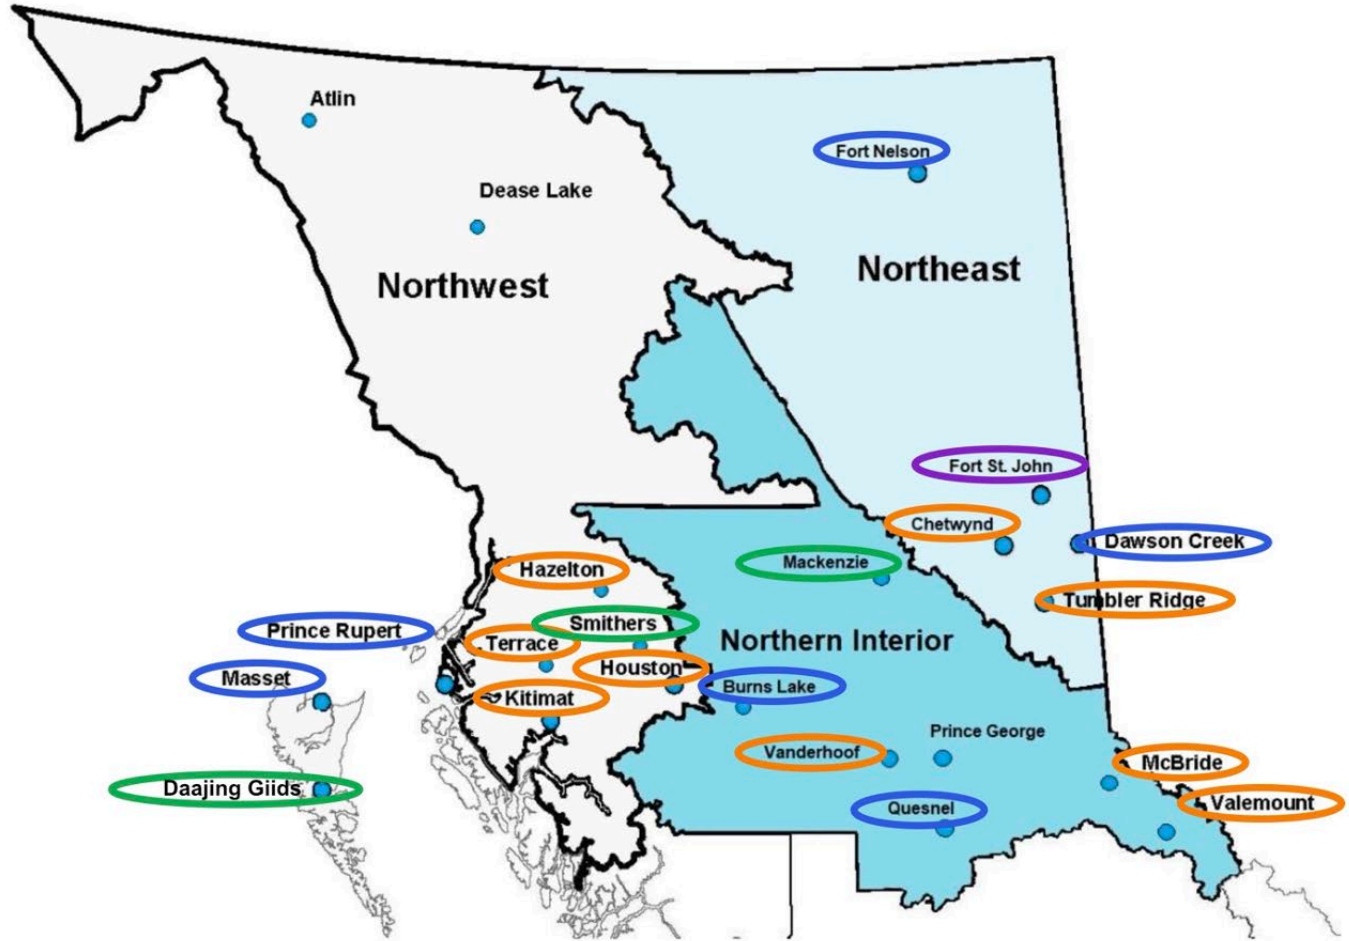 Atlin
Fort Nelson
Dease Lake
Northeast
Northwest
Fort St. John
Chetwynd
Dawson Creek
Mackenzie
Hazelton
Tumbler Ridge
Smithers
Prince Rupert
Northern Interior
Terrace
Houston
Masset
Burns Lake
Kitimat
Prince George
Vanderhoof
McBride
Daajing Giids
Valemount
Quesnel